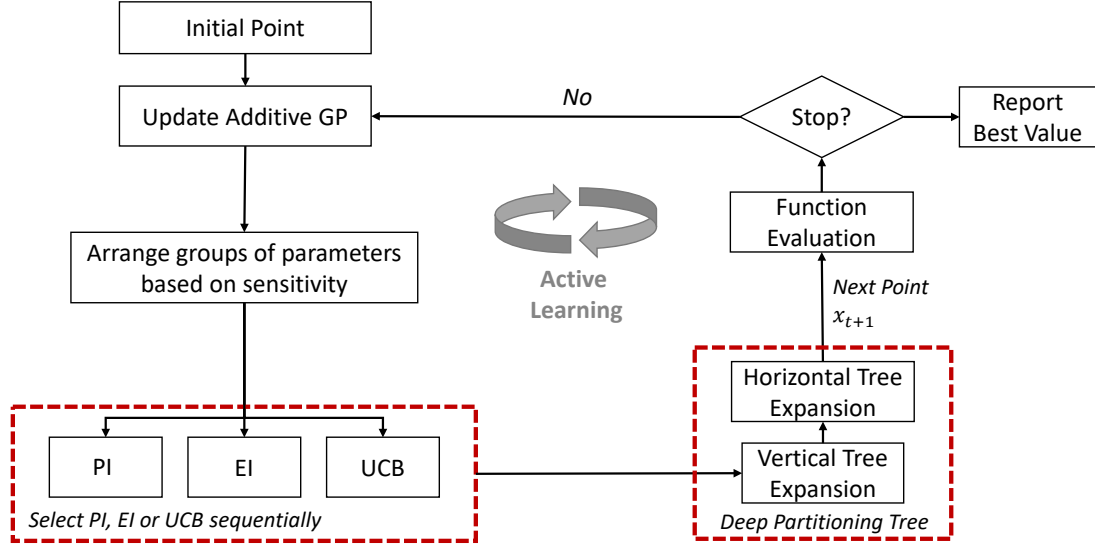 Initial Point
Update Additive GP
No
Stop?
Report
Best Value
Arrange groups of parameters
based on sensitivity
Active
Learning
Function
Evaluation
Next Point
x_{t+1}
Horizontal Tree
Expansion
Vertical Tree
Expansion
Deep Partitioning Tree
PI
EI
UCB
Select PI, EI or UCB sequentially